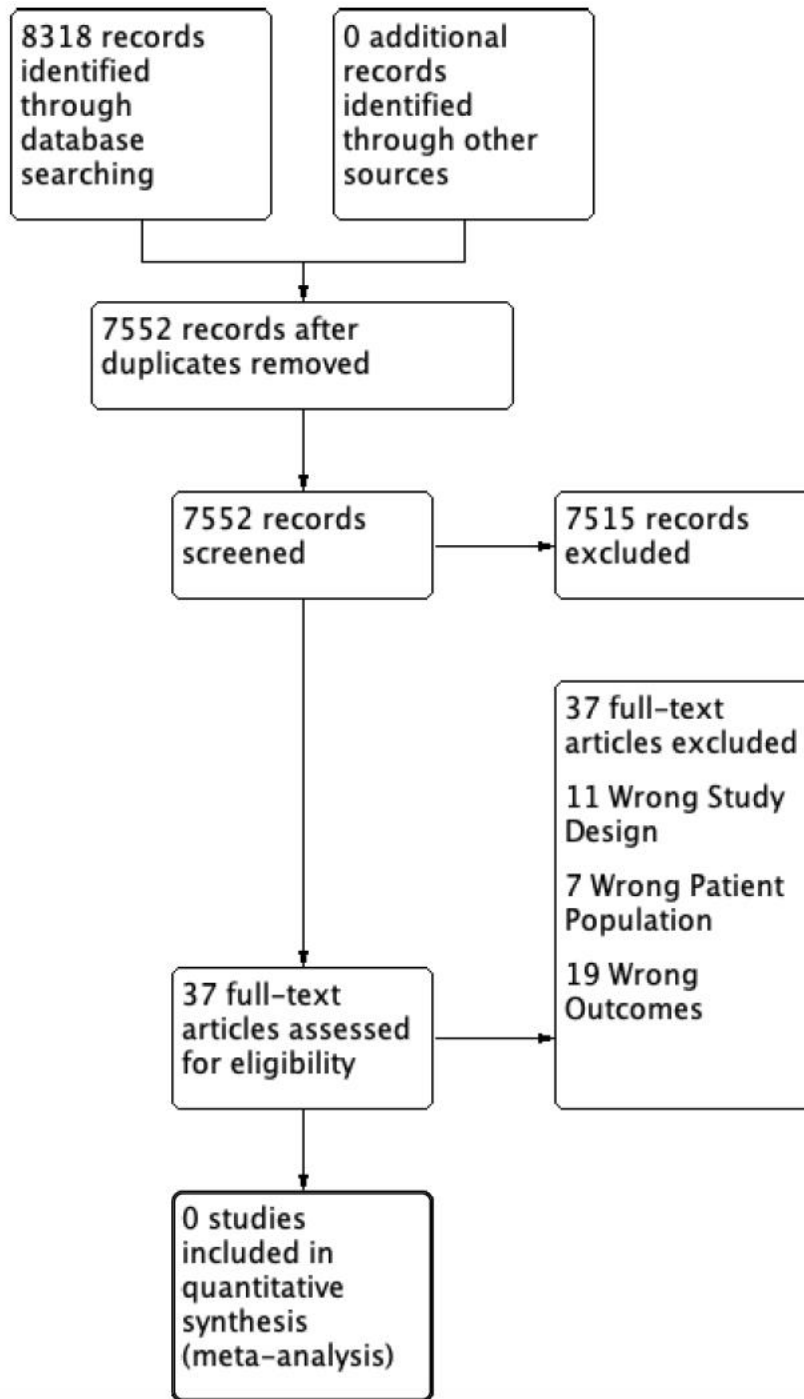 8318 records
identified
through
database
searching
0 additional
records
identified
through other
sources
7552 records after
duplicates removed
7552 records
screened
7515 records
excluded
37 full-text
articles excluded
11 Wrong Study
Design
7 Wrong Patient
Population
19 Wrong
Outcomes
37 full-text
articles assessed
for eligibility
0 studies
included in
quantitative
synthesis
(meta-analysis)